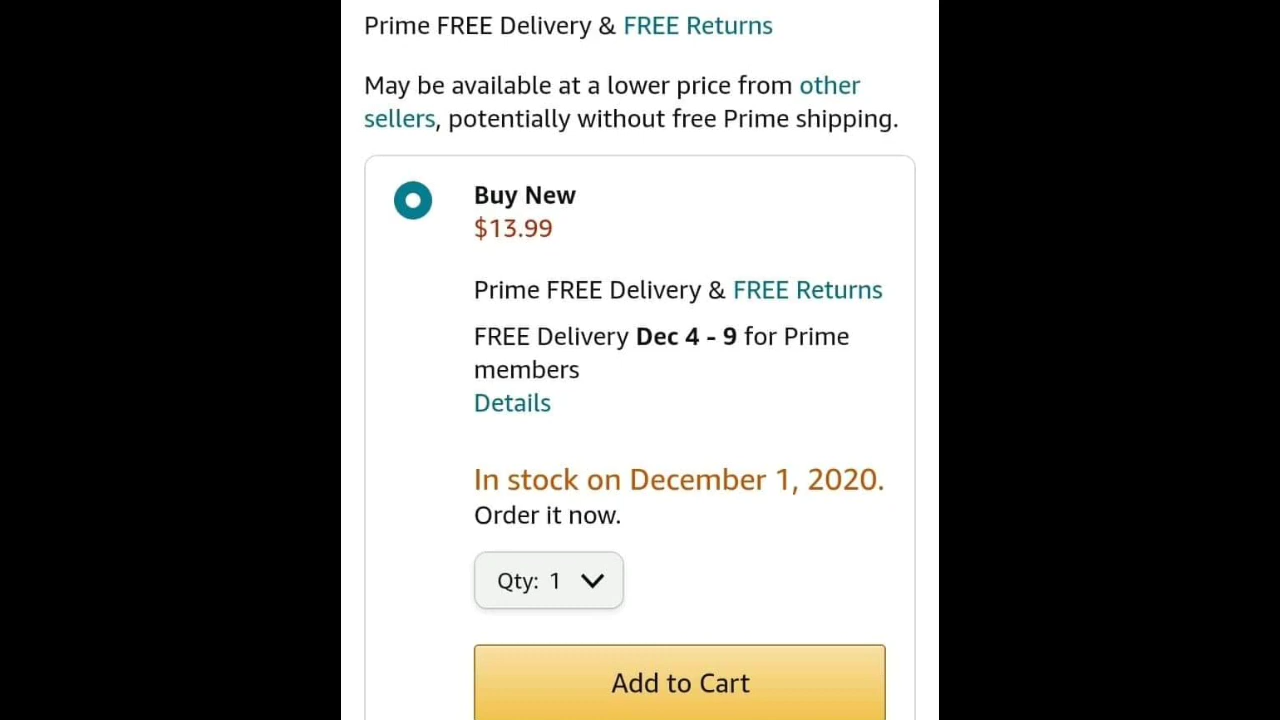 Prime FREE Delivery & FREE Returns
May be available at a lower price from other
sellers, potentially without free Prime shipping.
Buy New
$13.99
Prime FREE Delivery & FREE Returns
FREE Delivery Dec 4 - 9 for Prime
members
Details
In stock on December 1, 2020.
Order it now.
Qty: 1
Add to Cart